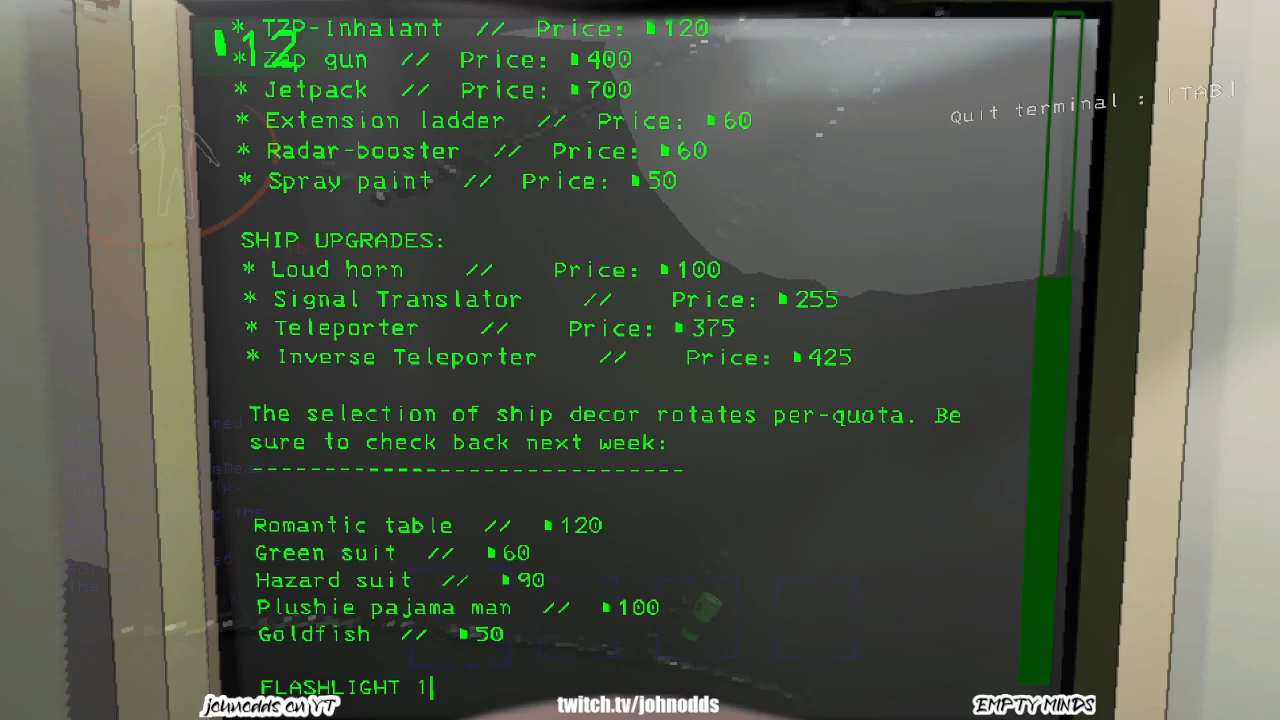 * TZP-Inhalant // Price: ▮120
▮12
* Zap gun // Price: ▮400
* Jetpack // Price: ▮700
Quit terminal : [TAB]
* Extension ladder // Price: ▮60
* Radar-booster // Price: ▮60
* Spray paint // Price: ▮50
SHIP UPGRADES:
* Loud horn // Price: ▮100
* Signal Translator // Price: ▮255
* Teleporter // Price: ▮375
* Inverse Teleporter // Price: ▮425
The selection of ship decor rotates per-quota. Be
sure to check back next week:
------------------------------
Romantic table // ▮120
Green suit // ▮60
Hazard suit // ▮90
Plushie pajama man // ▮100
Goldfish // ▮50
FLASHLIGHT 1
johnodds on YT
twitch.tv/johnodds
EMPTY MINDS